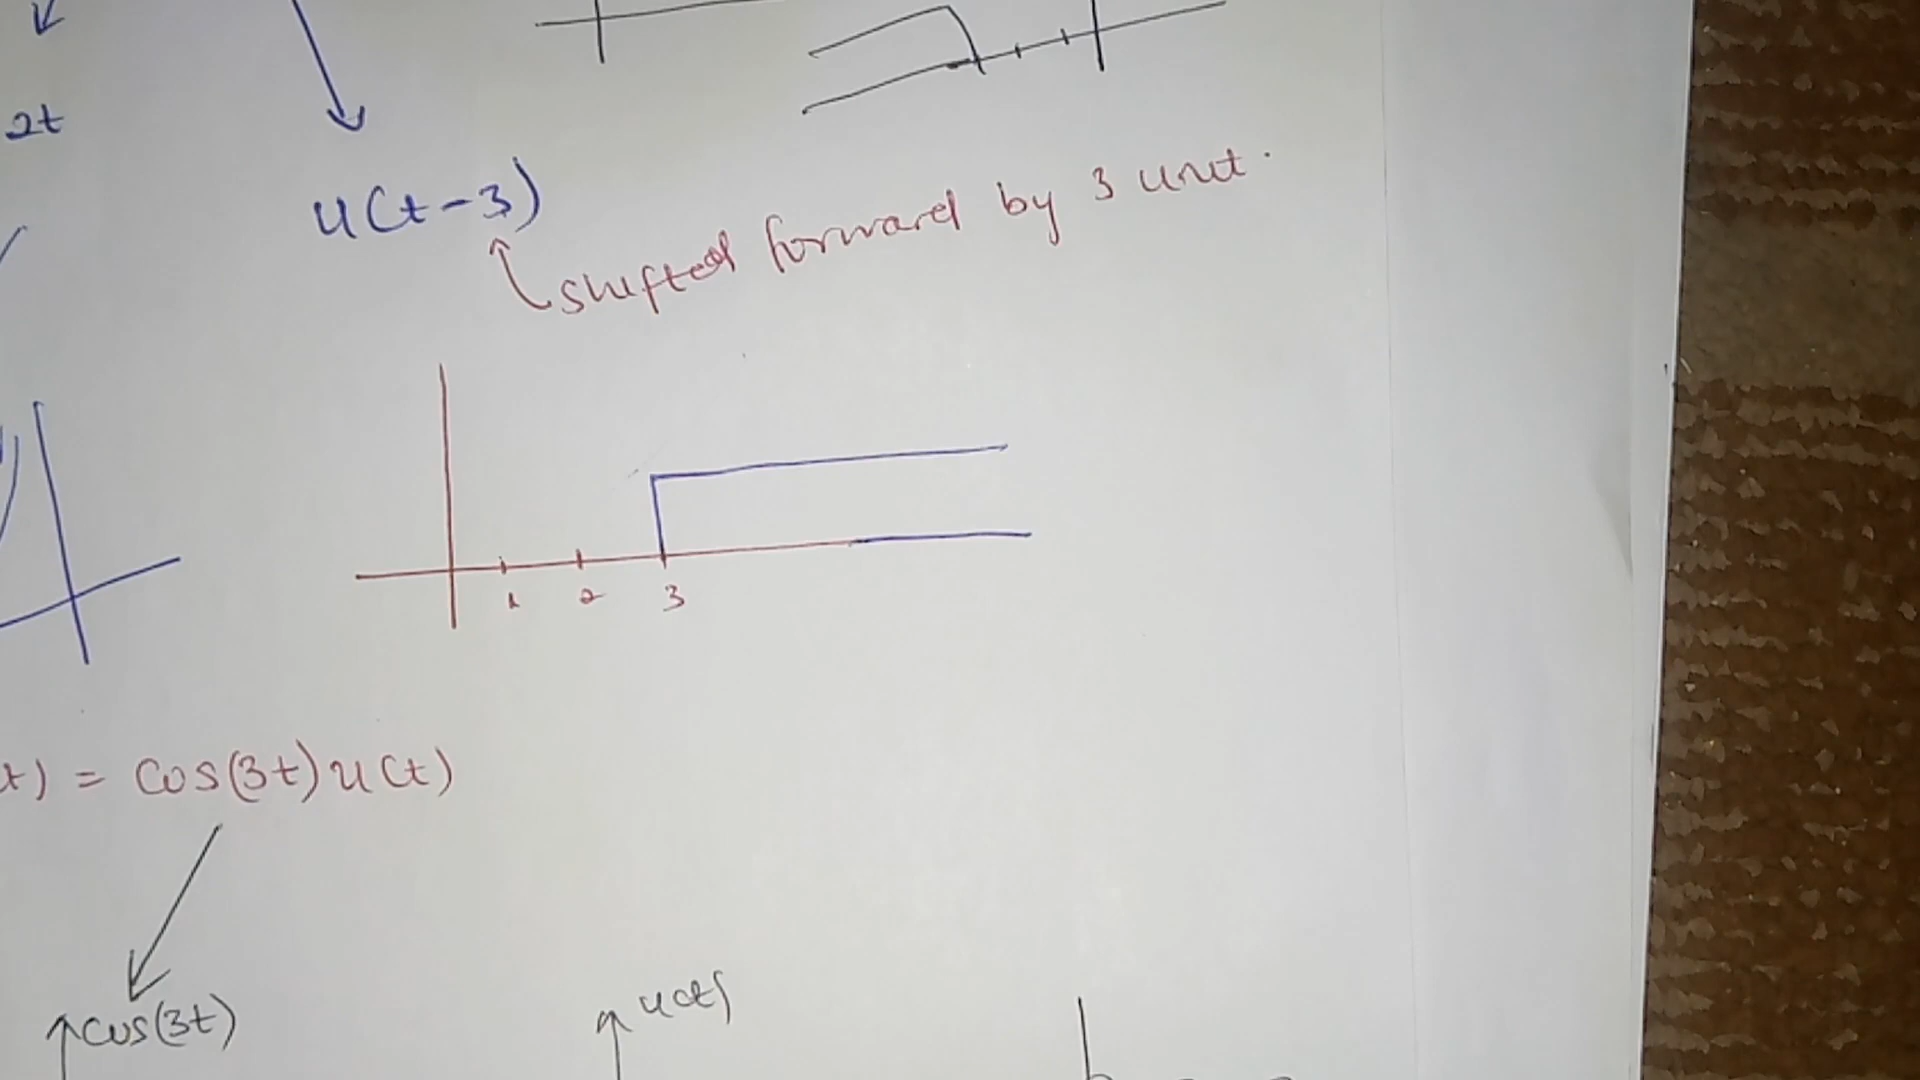 2t
u(t-3)
shifted forward by 3 unit.
1 2 3
t) = cos(3t) u(t)
cos(3t)
u(t)